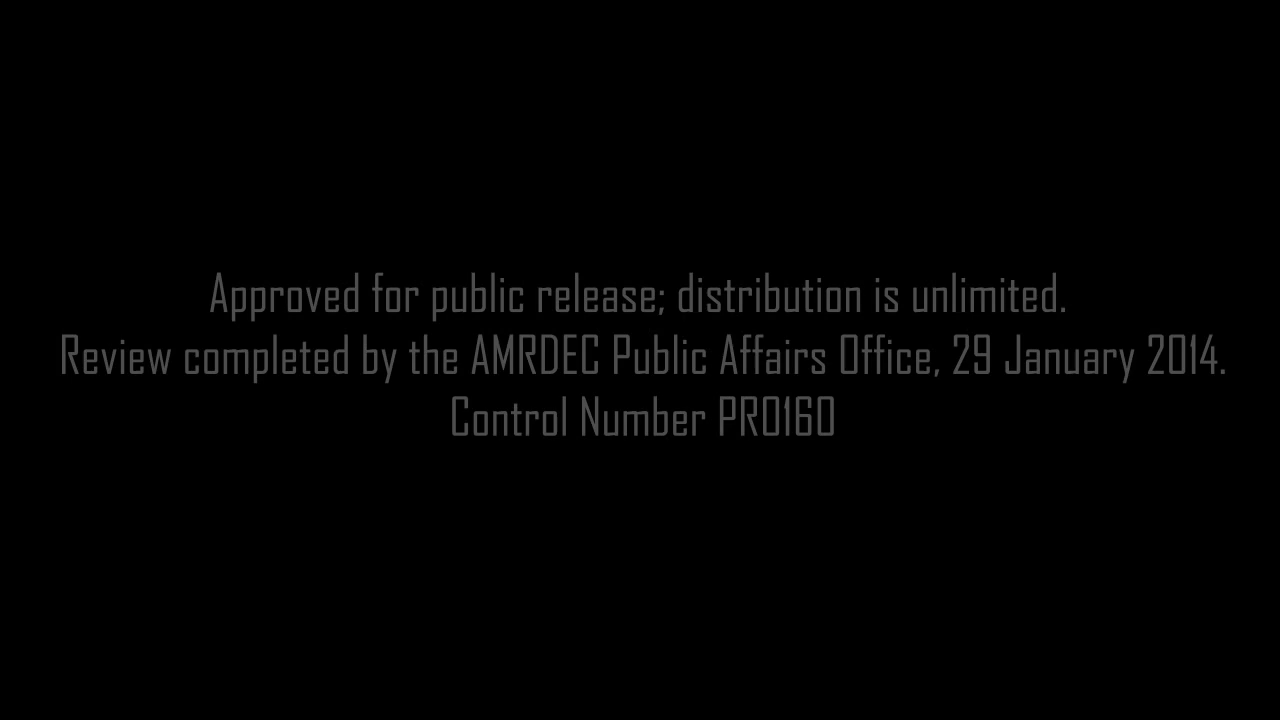 Approved for public release; distribution is unlimited.
Review completed by the AMRDEC Public Affairs Office, 29 January 2014.
Control Number PR0160